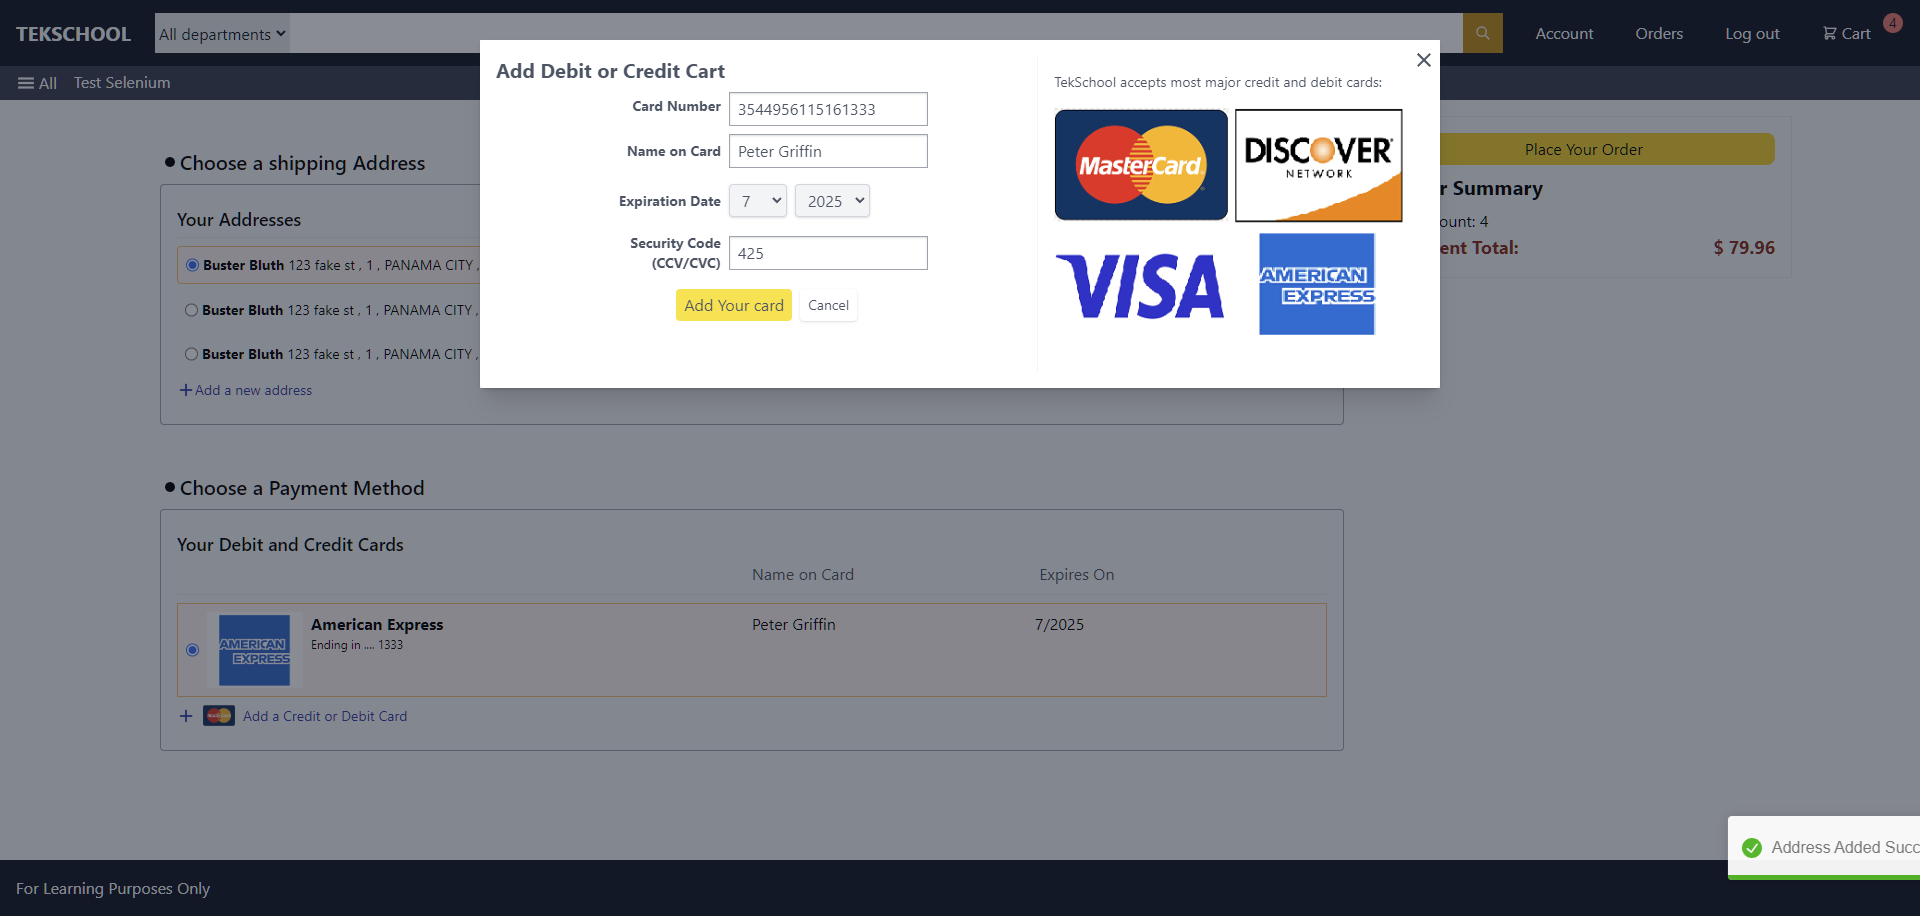 TEKSCHOOL
All departments
Account
Orders
Log out
Cart
4
All
Test Selenium
Add Debit or Credit Cart
Card Number
3544956115161333
Name on Card
Peter Griffin
Expiration Date
7
2025
Security Code
(CCV/CVC)
425
Add Your card
Cancel
TekSchool accepts most major credit and debit cards:
MasterCard
DISCOVER
NETWORK
VISA
AMERICAN
EXPRESS
Choose a shipping Address
Your Addresses
Buster Bluth 123 fake st , 1 , PANAMA CITY ,
Buster Bluth 123 fake st , 1 , PANAMA CITY ,
Buster Bluth 123 fake st , 1 , PANAMA CITY ,
Add a new address
Place Your Order
r Summary
ount: 4
ent Total:
$ 79.96
Choose a Payment Method
Your Debit and Credit Cards
Name on Card
Expires On
AMERICAN
EXPRESS
American Express
Ending in .... 1333
Peter Griffin
7/2025
MasterCard
Add a Credit or Debit Card
Address Added Succ
For Learning Purposes Only